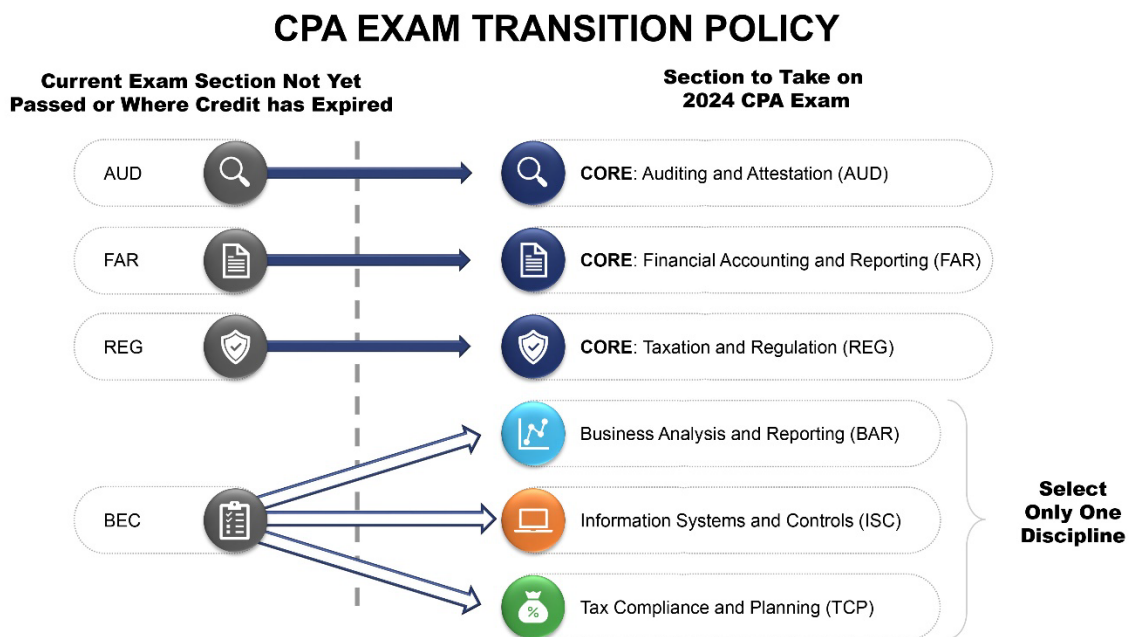 CPA EXAM TRANSITION POLICY
Current Exam Section Not Yet
Passed or Where Credit has Expired
Section to Take on
2024 CPA Exam
AUD
CORE: Auditing and Attestation (AUD)
FAR
CORE: Financial Accounting and Reporting (FAR)
REG
CORE: Taxation and Regulation (REG)
BEC
Business Analysis and Reporting (BAR)
Information Systems and Controls (ISC)
%
Tax Compliance and Planning (TCP)
Select
Only One
Discipline